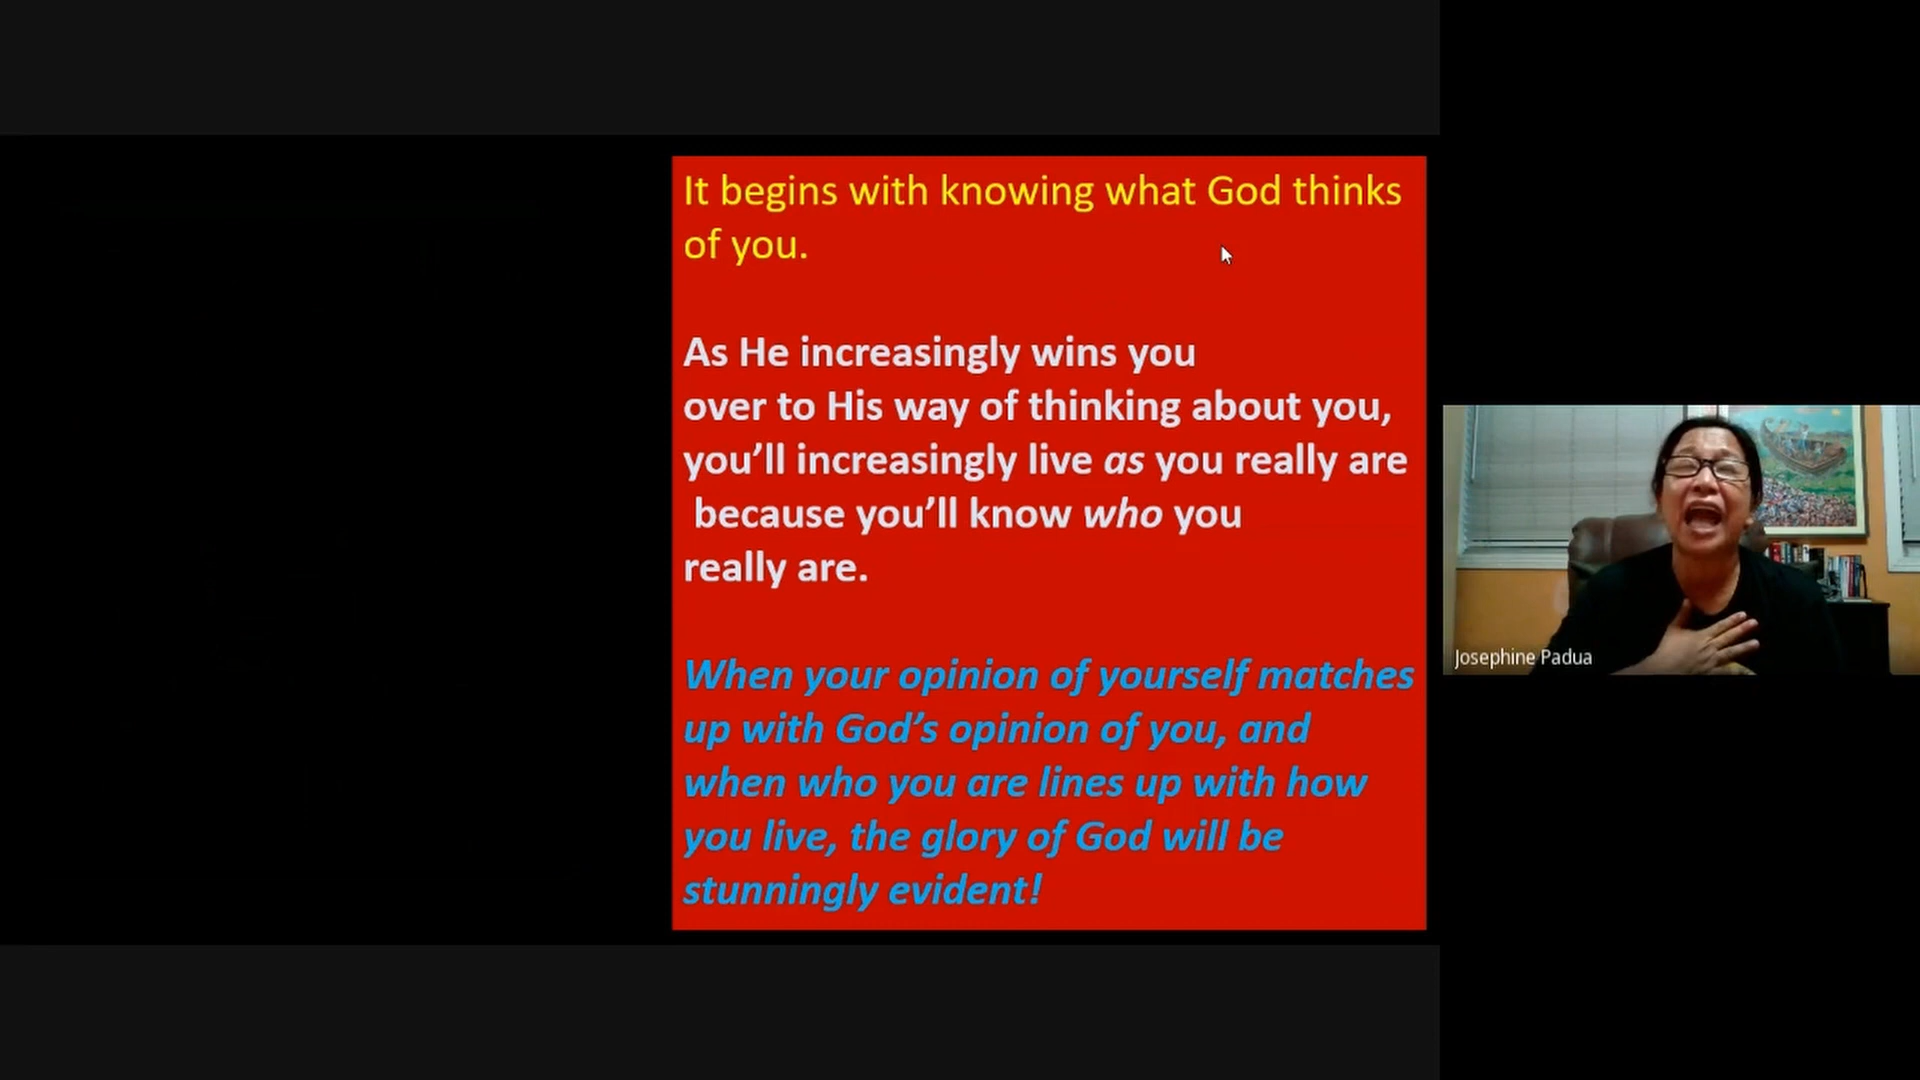 It begins with knowing what God thinks
of you.
As He increasingly wins you
over to His way of thinking about you,
you’ll increasingly live as you really are
because you’ll know who you
really are.
When your opinion of yourself matches
up with God’s opinion of you, and
when who you are lines up with how
you live, the glory of God will be
stunningly evident!
Josephine Padua